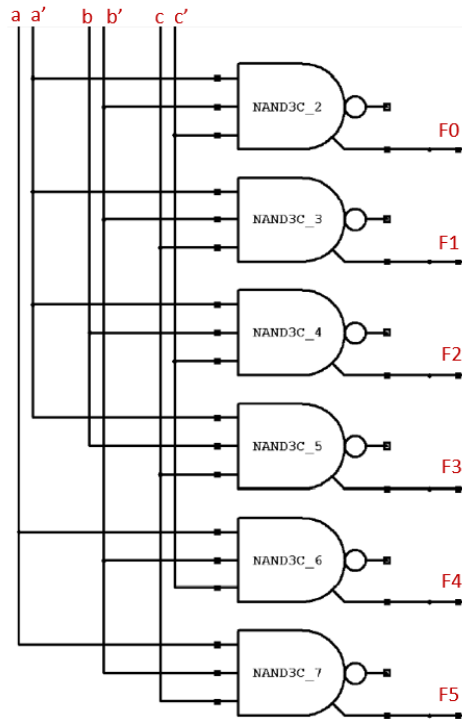 a a’ b b’ c c’
NAND3C_2
F0
NAND3C_3
F1
NAND3C_4
F2
NAND3C_5
F3
NAND3C_6
F4
NAND3C_7
F5